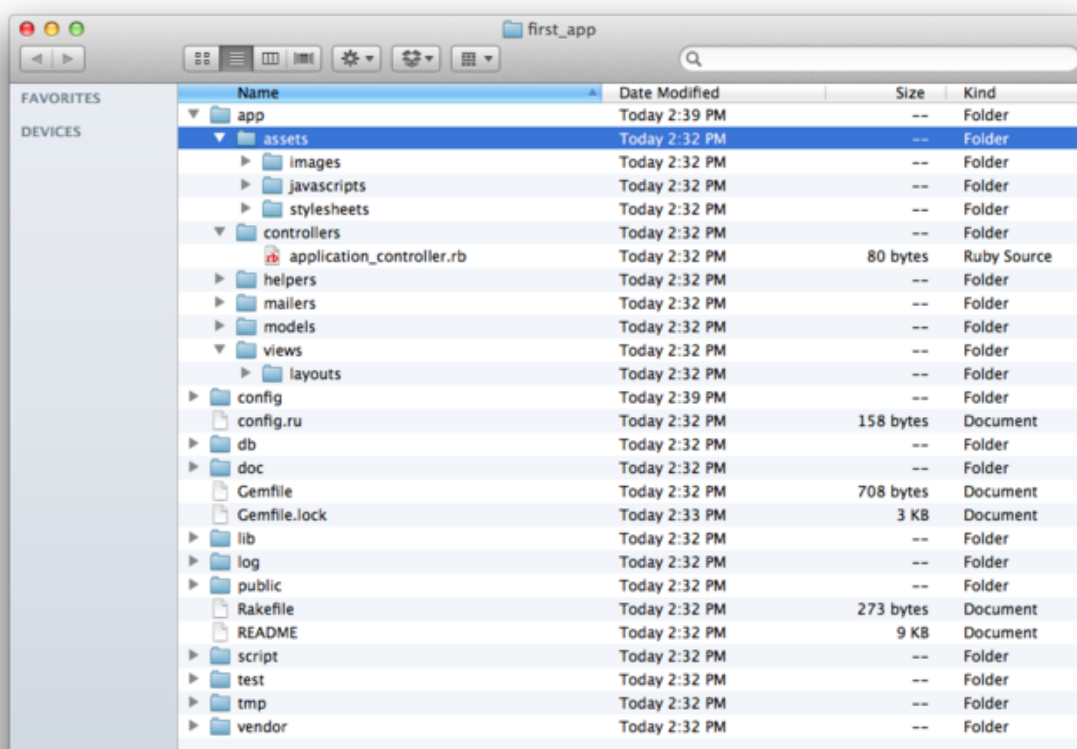 first_app
FAVORITES
DEVICES
Name Date Modified Size Kind
app Today 2:39 PM -- Folder
assets Today 2:32 PM -- Folder
images Today 2:32 PM -- Folder
javascripts Today 2:32 PM -- Folder
stylesheets Today 2:32 PM -- Folder
controllers Today 2:32 PM -- Folder
rb application_controller.rb Today 2:32 PM 80 bytes Ruby Source
helpers Today 2:32 PM -- Folder
mailers Today 2:32 PM -- Folder
models Today 2:32 PM -- Folder
views Today 2:32 PM -- Folder
layouts Today 2:32 PM -- Folder
config Today 2:39 PM -- Folder
config.ru Today 2:32 PM 158 bytes Document
db Today 2:32 PM -- Folder
doc Today 2:32 PM -- Folder
Gemfile Today 2:32 PM 708 bytes Document
Gemfile.lock Today 2:33 PM 3 KB Document
lib Today 2:32 PM -- Folder
log Today 2:32 PM -- Folder
public Today 2:32 PM -- Folder
Rakefile Today 2:32 PM 273 bytes Document
README Today 2:32 PM 9 KB Document
script Today 2:32 PM -- Folder
test Today 2:32 PM -- Folder
tmp Today 2:32 PM -- Folder
vendor Today 2:32 PM -- Folder